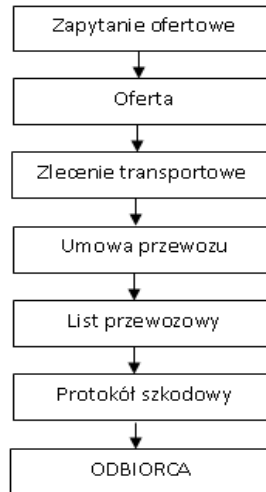 Zapytanie ofertowe
Oferta
Zlecenie transportowe
Umowa przewozu
List przewozowy
Protokół szkodowy
ODBIORCA